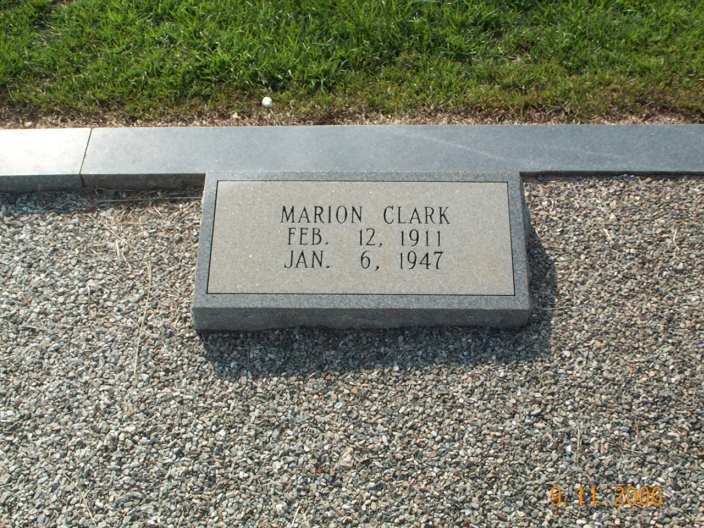 MARION CLARK
FEB. 12, 1911
JAN. 6, 1947
9 11 2006